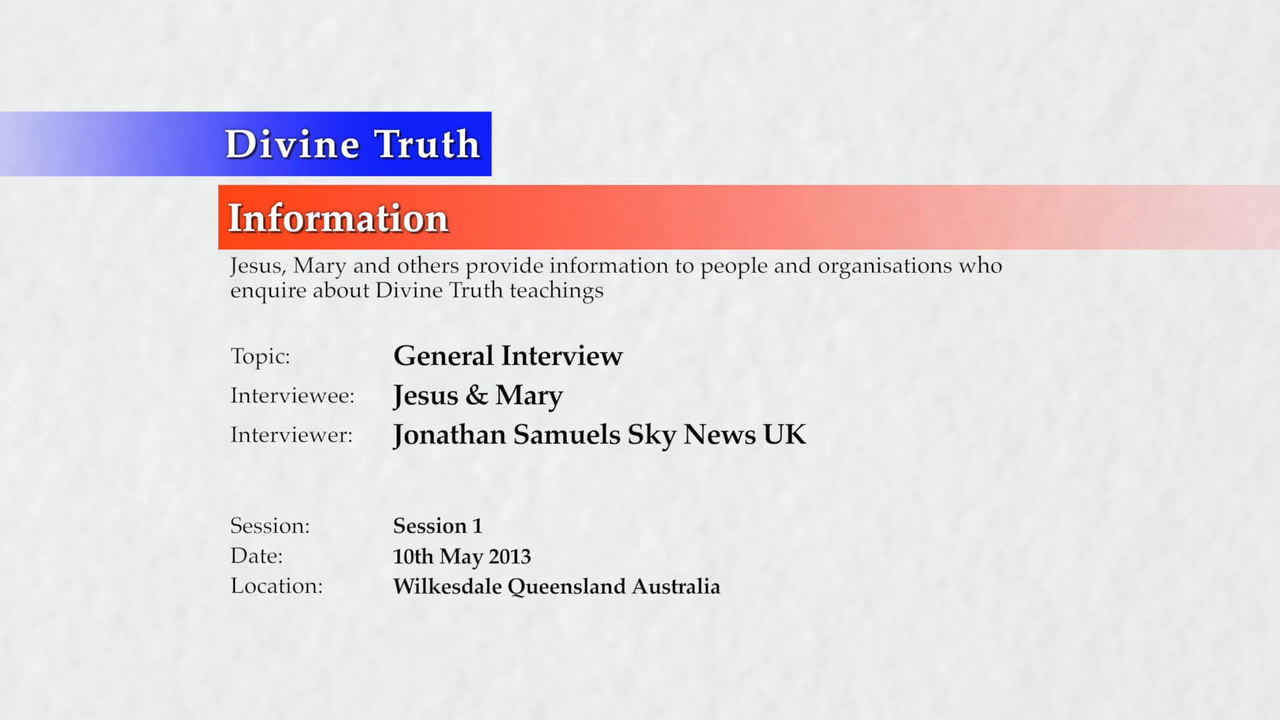 Divine Truth
Information
Jesus, Mary and others provide information to people and organisations who
enquire about Divine Truth teachings
Topic: General Interview
Interviewee: Jesus & Mary
Interviewer: Jonathan Samuels Sky News UK
Session: Session 1
Date: 10th May 2013
Location: Wilkesdale Queensland Australia